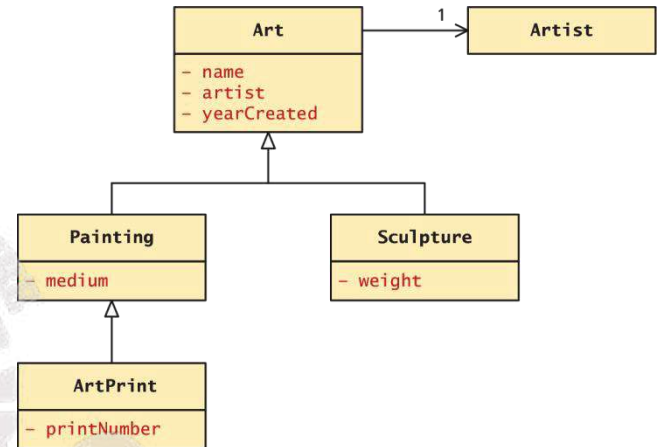 Art
1
Artist
– name
– artist
– yearCreated
Painting
Sculpture
– medium
– weight
ArtPrint
– printNumber